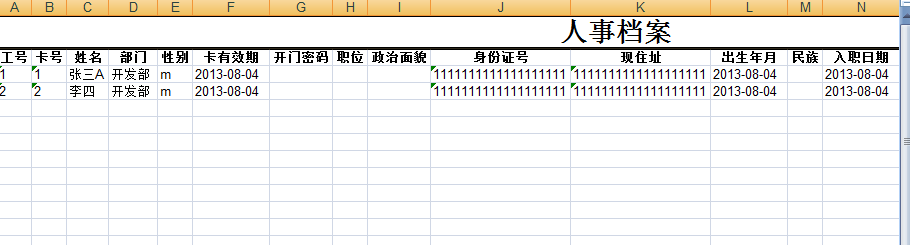 A B C D E F G H I J K L M N
人事档案
工号 卡号 姓名 部门 性别 卡有效期 开门密码 职位 政治面貌 身份证号 现住址 出生年月 民族 入职日期
1 1 张三A 开发部 m 2013-08-04 111111111111111111 111111111111111111 2013-08-04 2013-08-04
2 2 李四 开发部 m 2013-08-04 111111111111111111 111111111111111111 2013-08-04 2013-08-04